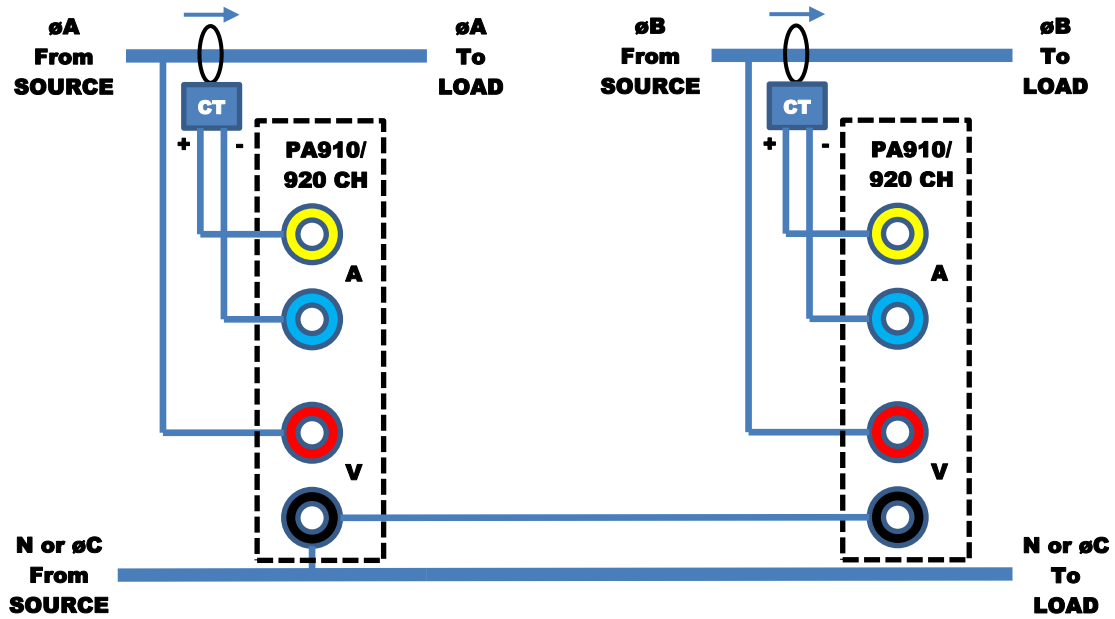 øA
From
SOURCE
øA
To
LOAD
øB
From
SOURCE
øB
To
LOAD
CT
+ -
PA910/
920 CH
A
V
CT
+ -
PA910/
920 CH
A
V
N or øC
From
SOURCE
N or øC
To
LOAD